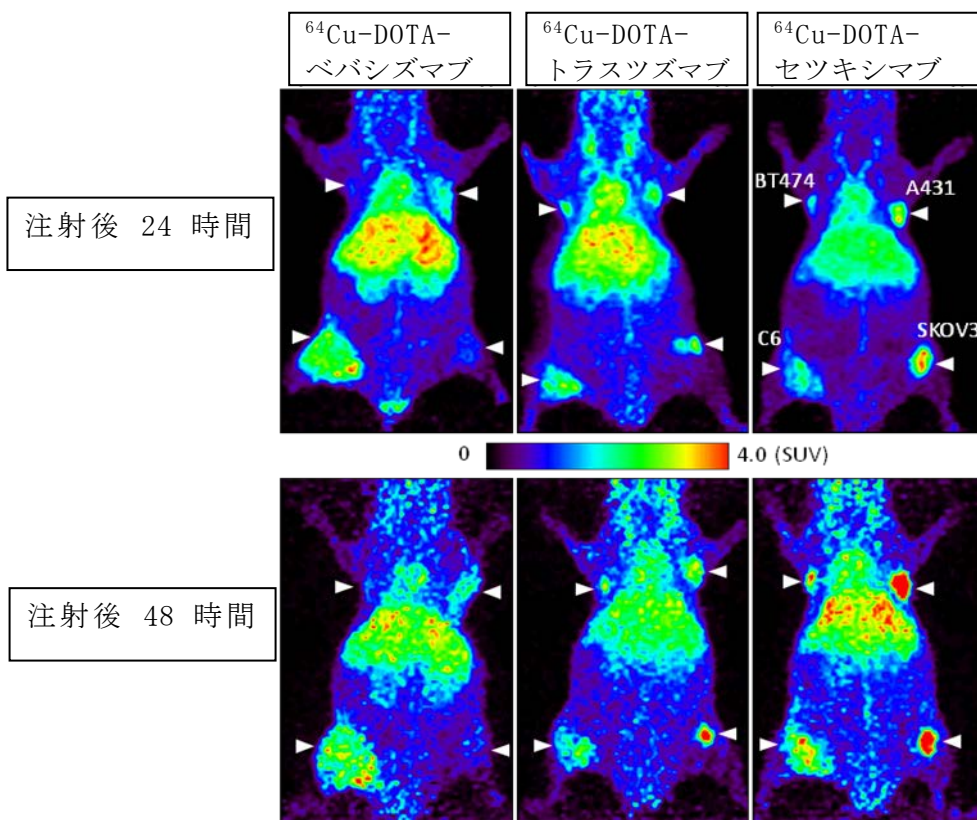 ⁶⁴Cu-DOTA-
ベバシズマブ
⁶⁴Cu-DOTA-
トラスツズマブ
⁶⁴Cu-DOTA-
セツキシマブ
注射後 24 時間
BT474
A431
C6
SKOV3
0
4.0 (SUV)
注射後 48 時間